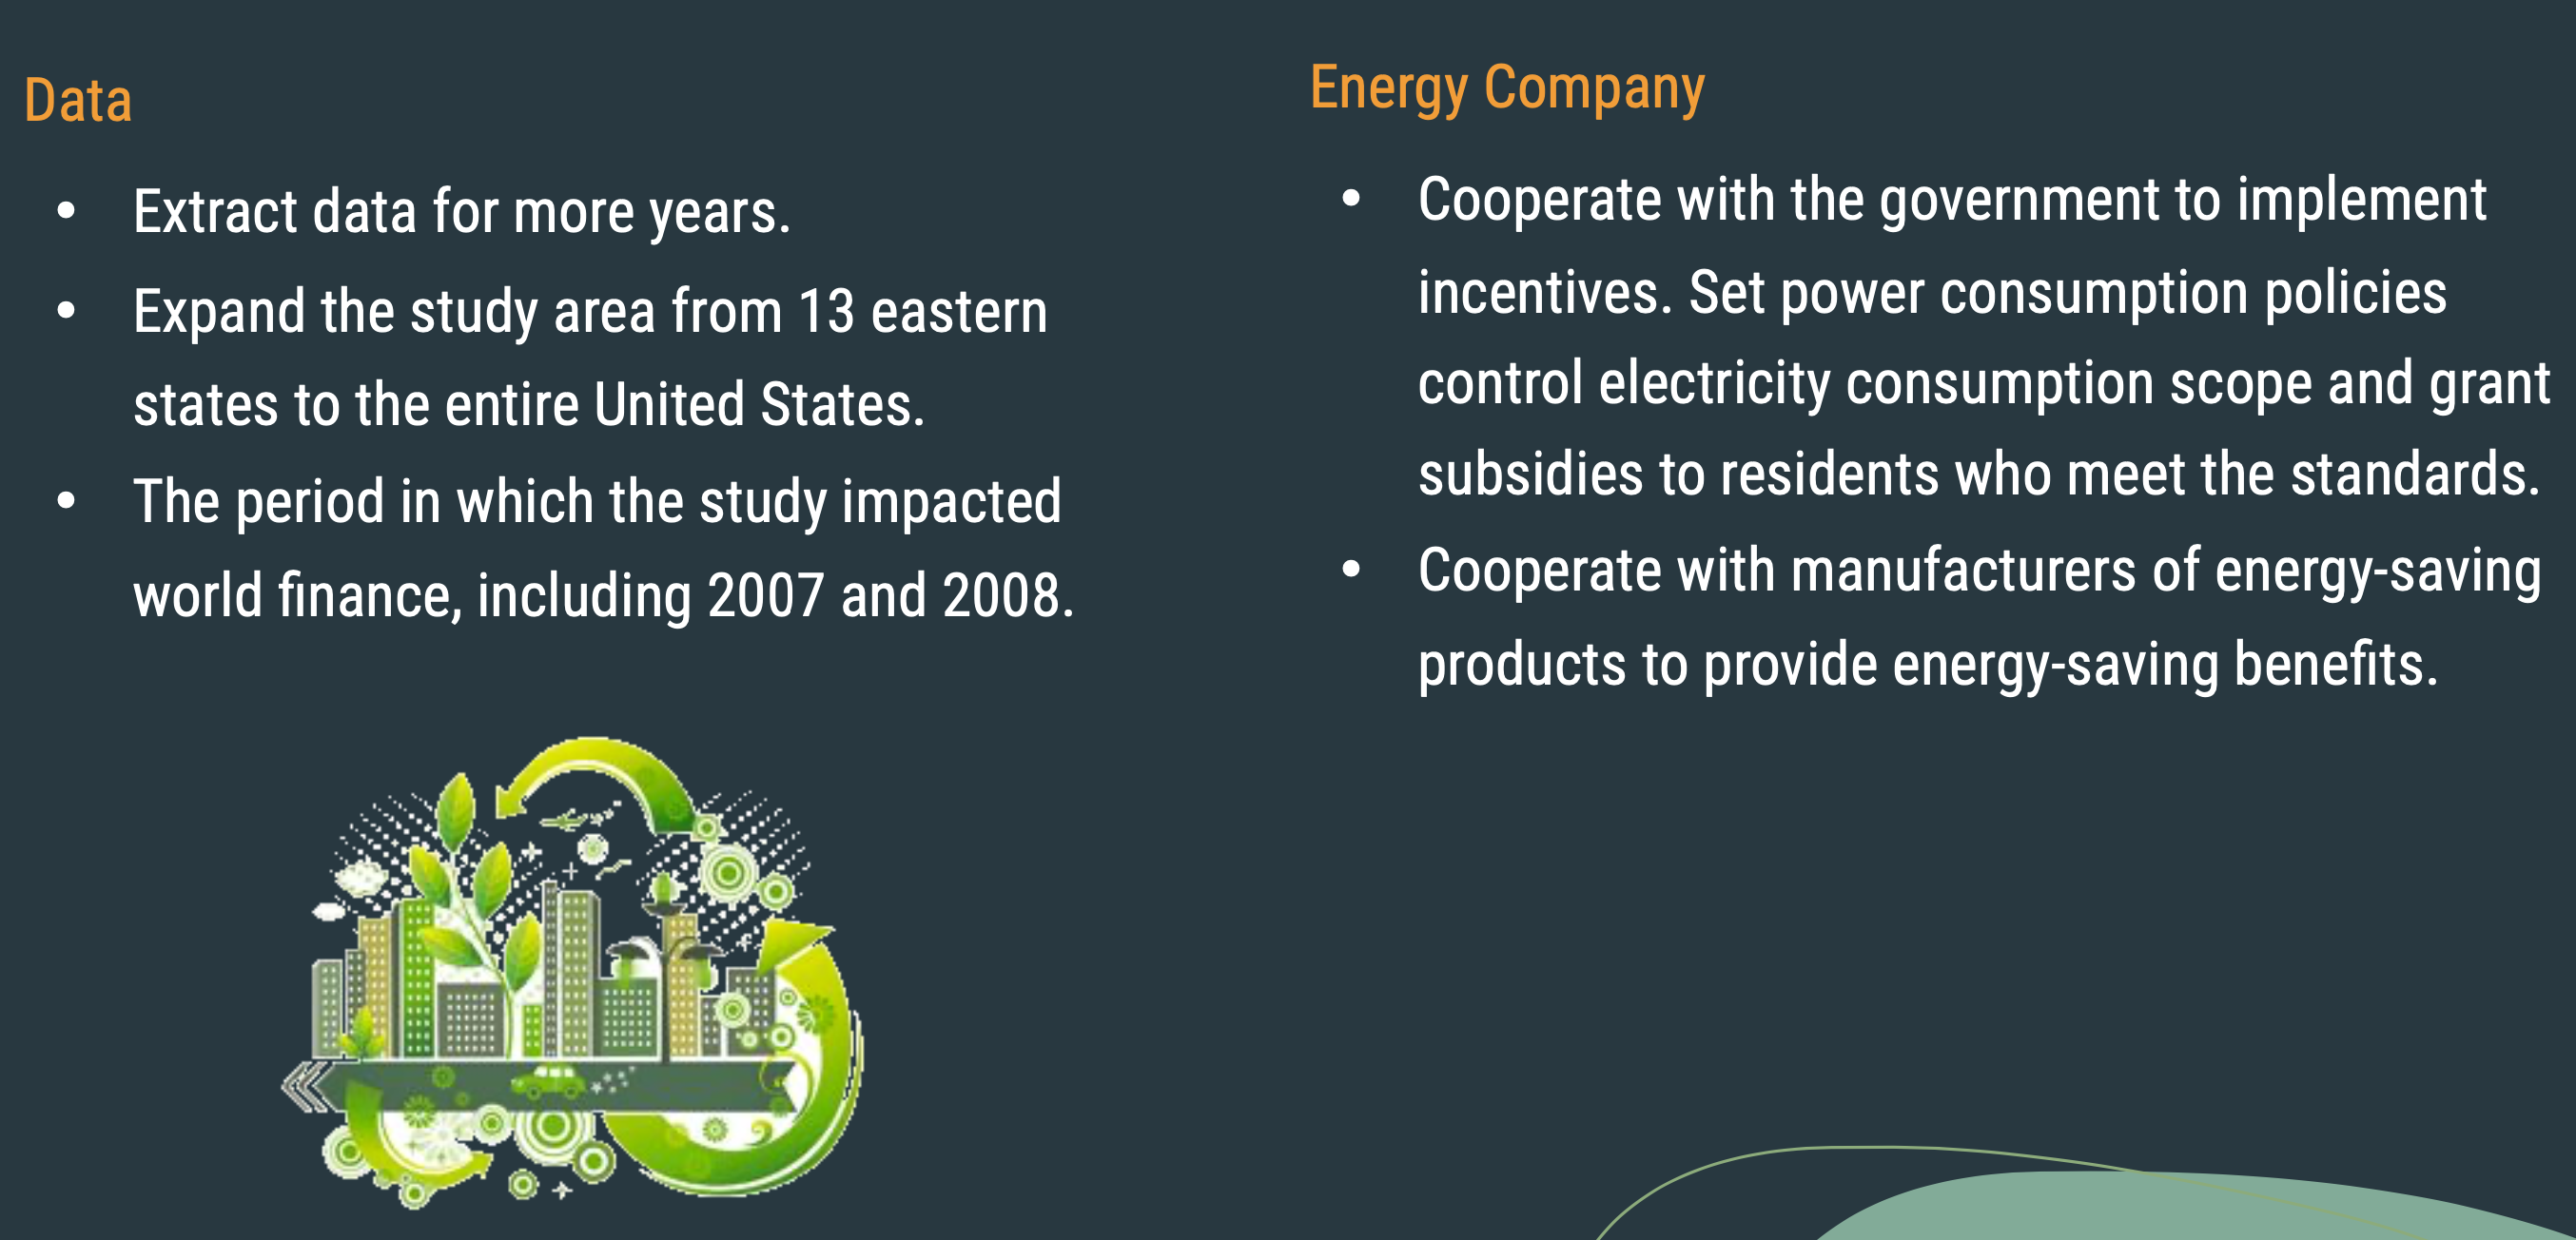 Data
• Extract data for more years.
• Expand the study area from 13 eastern
states to the entire United States.
• The period in which the study impacted
world finance, including 2007 and 2008.
Energy Company
• Cooperate with the government to implement
incentives. Set power consumption policies
control electricity consumption scope and grant
subsidies to residents who meet the standards.
• Cooperate with manufacturers of energy-saving
products to provide energy-saving benefits.